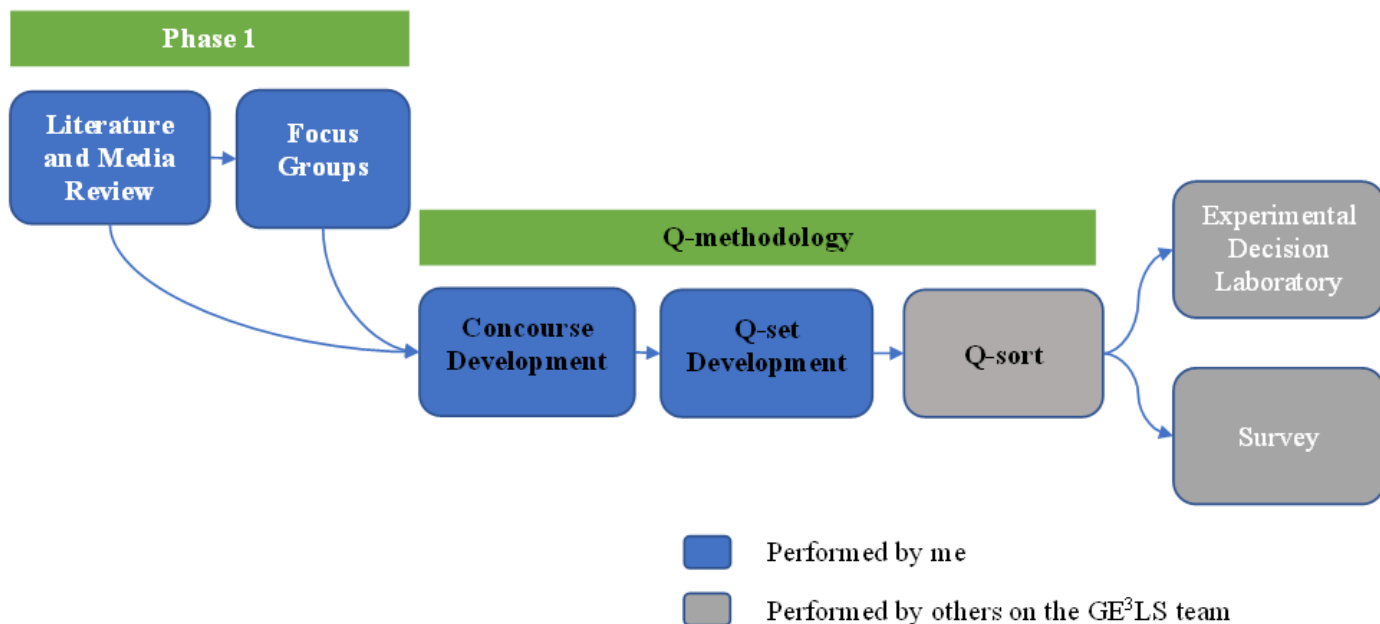 Phase 1
Literature
and Media
Review
Focus
Groups
Q-methodology
Concourse
Development
Q-set
Development
Q-sort
Experimental
Decision
Laboratory
Survey
Performed by me
Performed by others on the GE³LS team